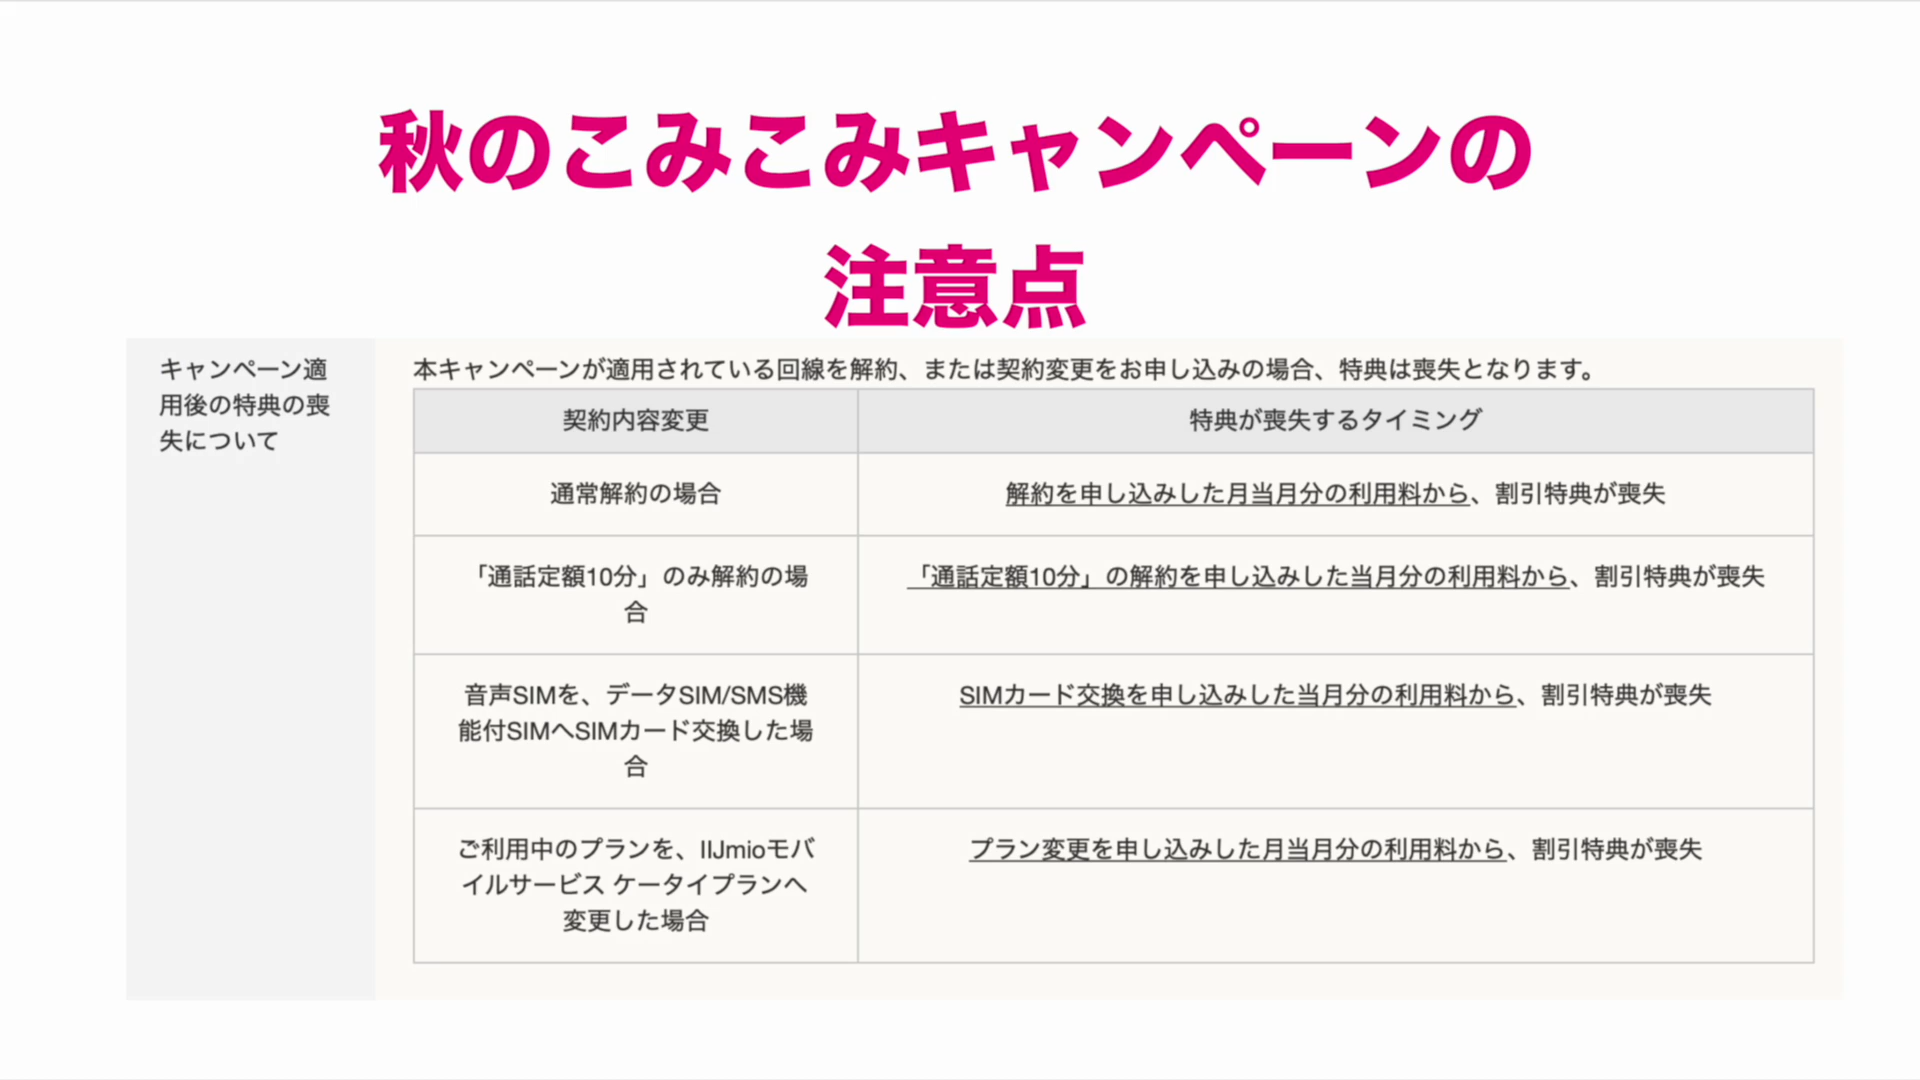 秋のこみこみキャンペーンの
注意点
キャンペーン適
用後の特典の喪
失について
本キャンペーンが適用されている回線を解約、または契約変更をお申し込みの場合、特典は喪失となります。
契約内容変更
特典が喪失するタイミング
通常解約の場合
解約を申し込みした月当月分の利用料から、割引特典が喪失
「通話定額10分」のみ解約の場
合
「通話定額10分」の解約を申し込みした当月分の利用料から、割引特典が喪失
音声SIMを、データSIM/SMS機
能付SIMへSIMカード交換した場
合
SIMカード交換を申し込みした当月分の利用料から、割引特典が喪失
ご利用中のプランを、IIJmioモバ
イルサービス ケータイプランへ
変更した場合
プラン変更を申し込みした月当月分の利用料から、割引特典が喪失